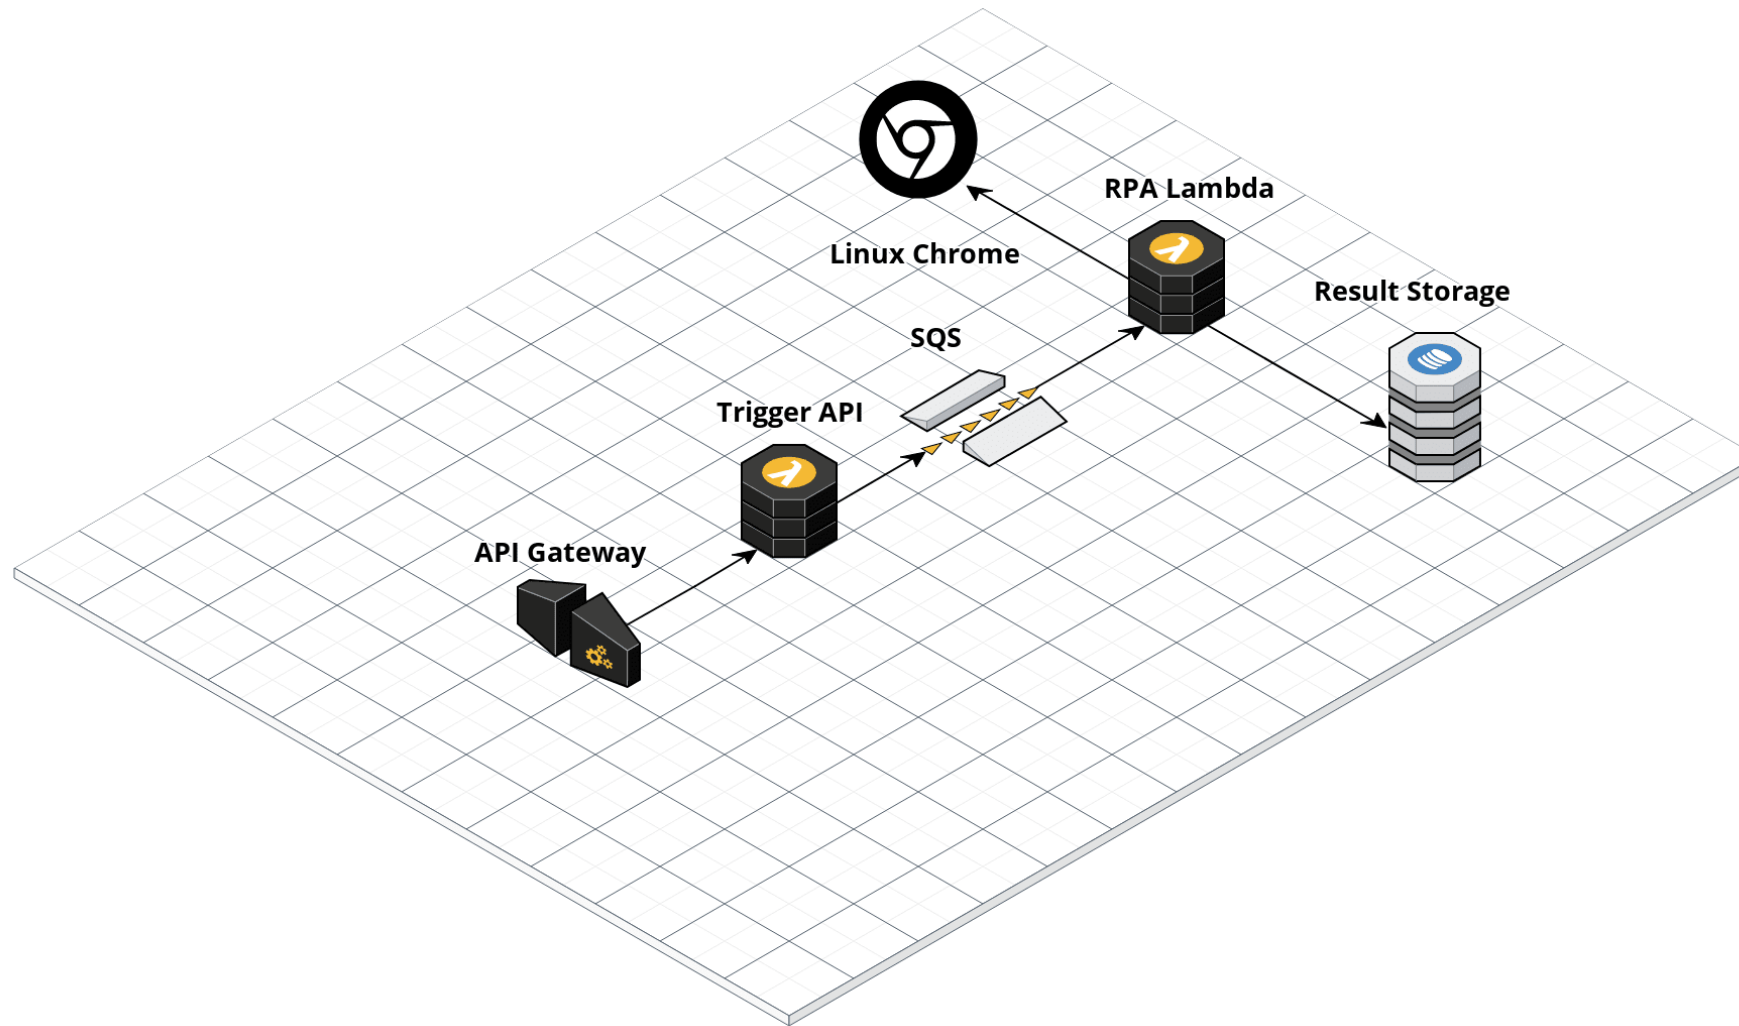 RPA Lambda
Linux Chrome
Result Storage
SQS
Trigger API
API Gateway